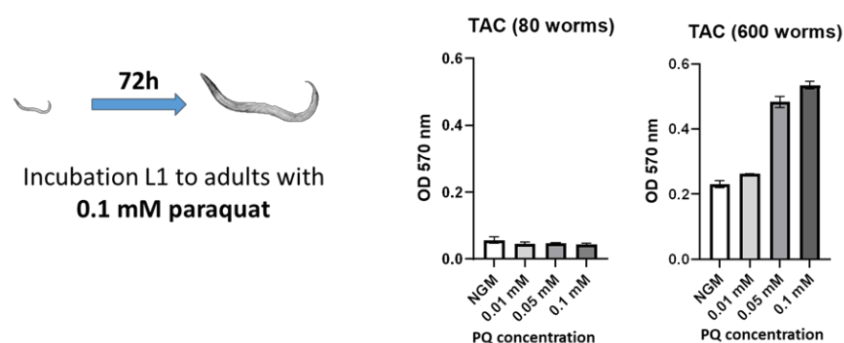 72h
Incubation L1 to adults with
0.1 mM paraquat
TAC (80 worms)
OD 570 nm
0.6
0.4
0.2
0.0
NGM
0.01 mM
0.05 mM
0.1 mM
PQ concentration
TAC (600 worms)
OD 570 nm
0.6
0.4
0.2
0.0
NGM
0.01 mM
0.05 mM
0.1 mM
PQ concentration